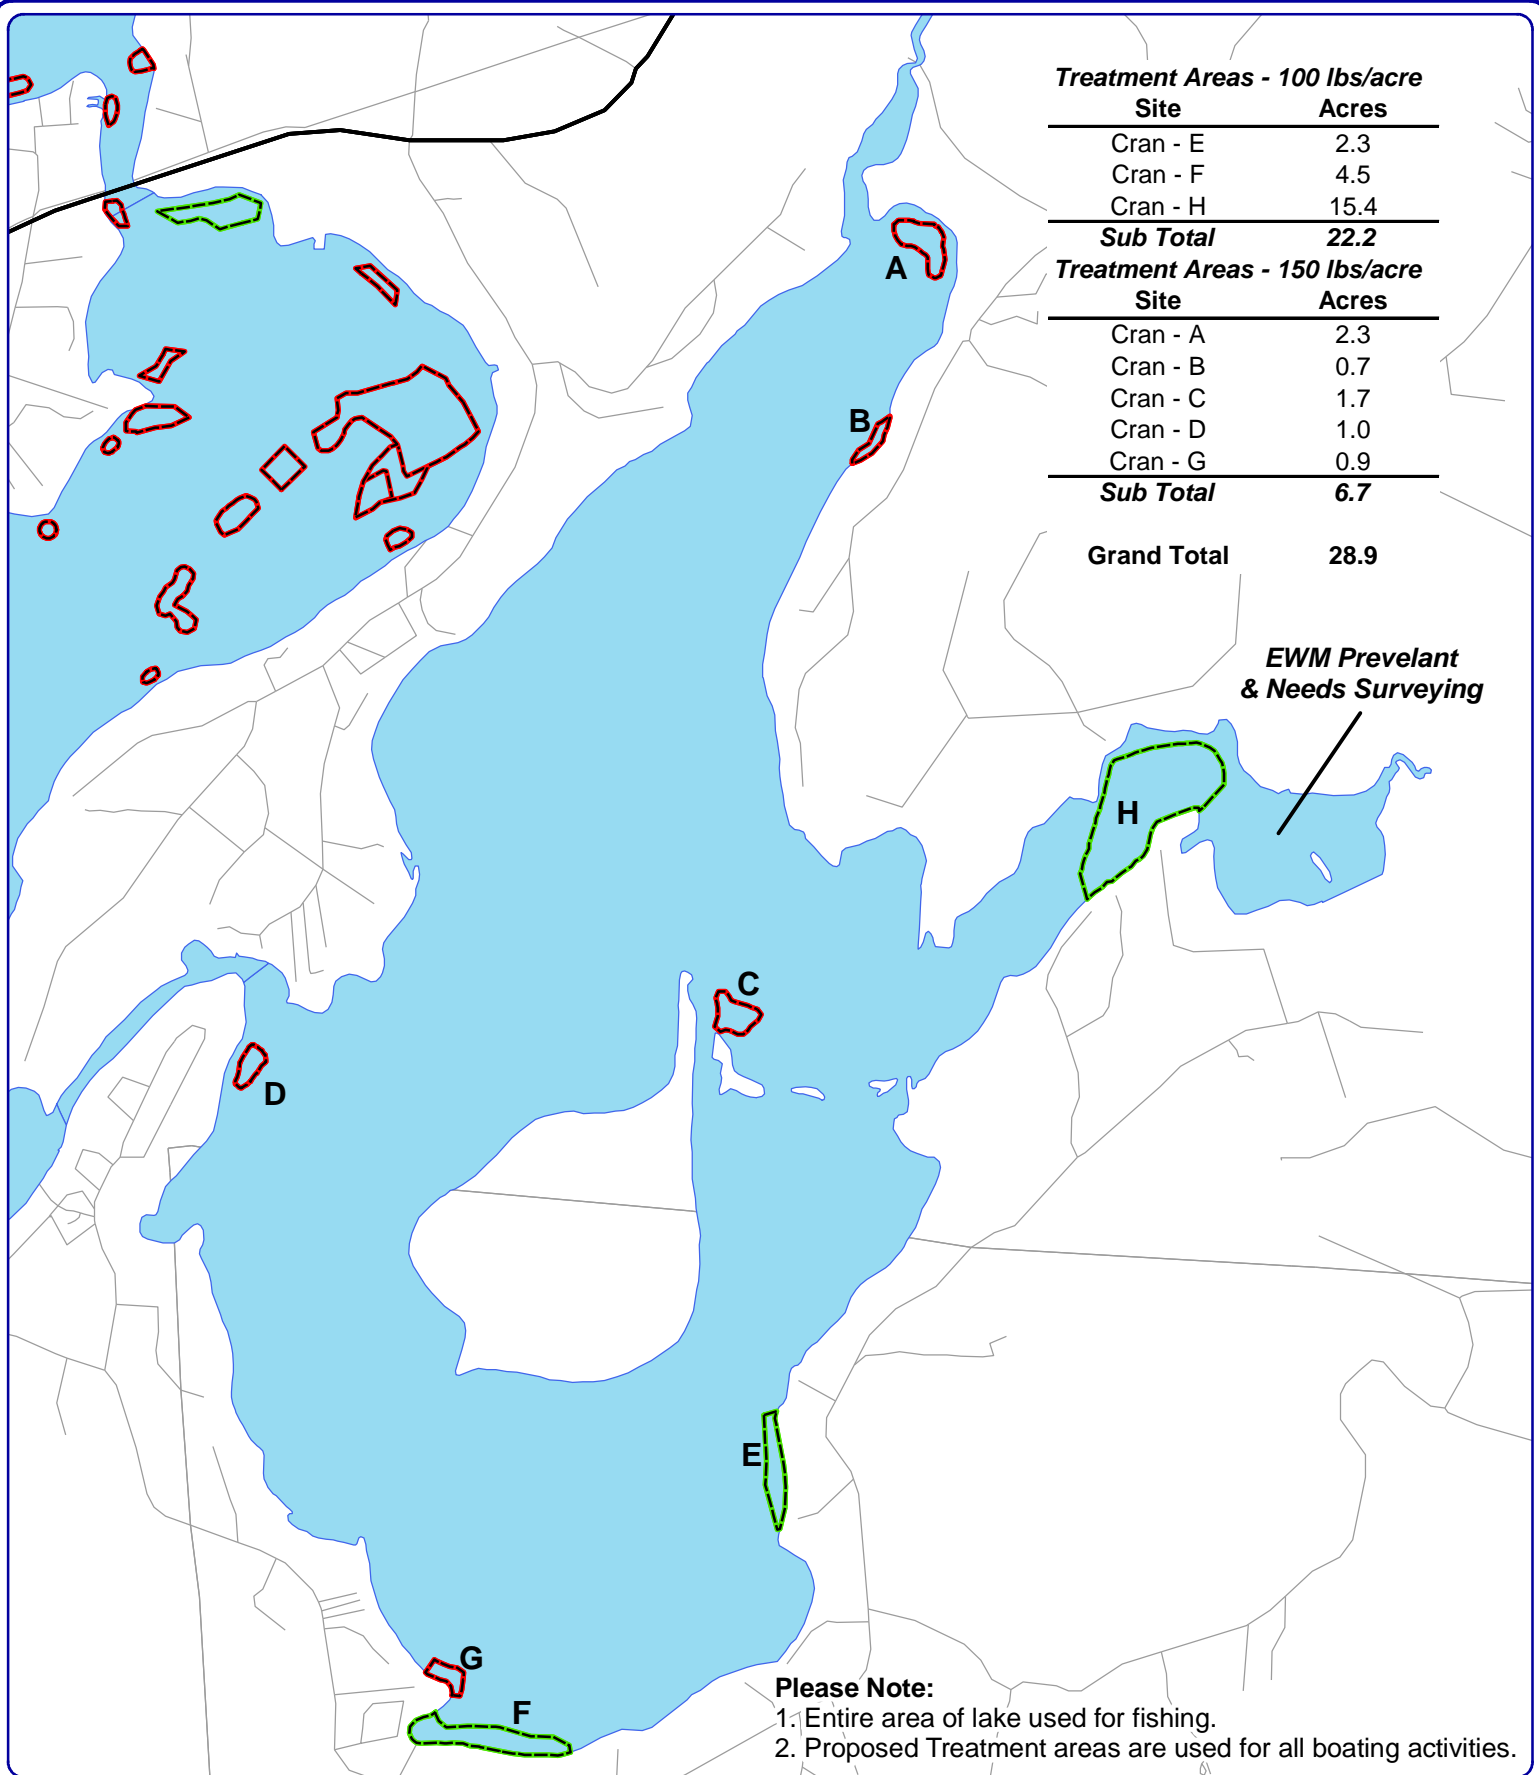 Treatment Areas - 100 lbs/acre
Site Acres
Cran - E 2.3
Cran - F 4.5
Cran - H 15.4
Sub Total 22.2
Treatment Areas - 150 lbs/acre
Site Acres
Cran - A 2.3
Cran - B 0.7
Cran - C 1.7
Cran - D 1.0
Cran - G 0.9
Sub Total 6.7
Grand Total 28.9
A
B
EWM Prevelant
& Needs Surveying
H
C
D
E
G
F
Please Note:
1. Entire area of lake used for fishing.
2. Proposed Treatment areas are used for all boating activities.